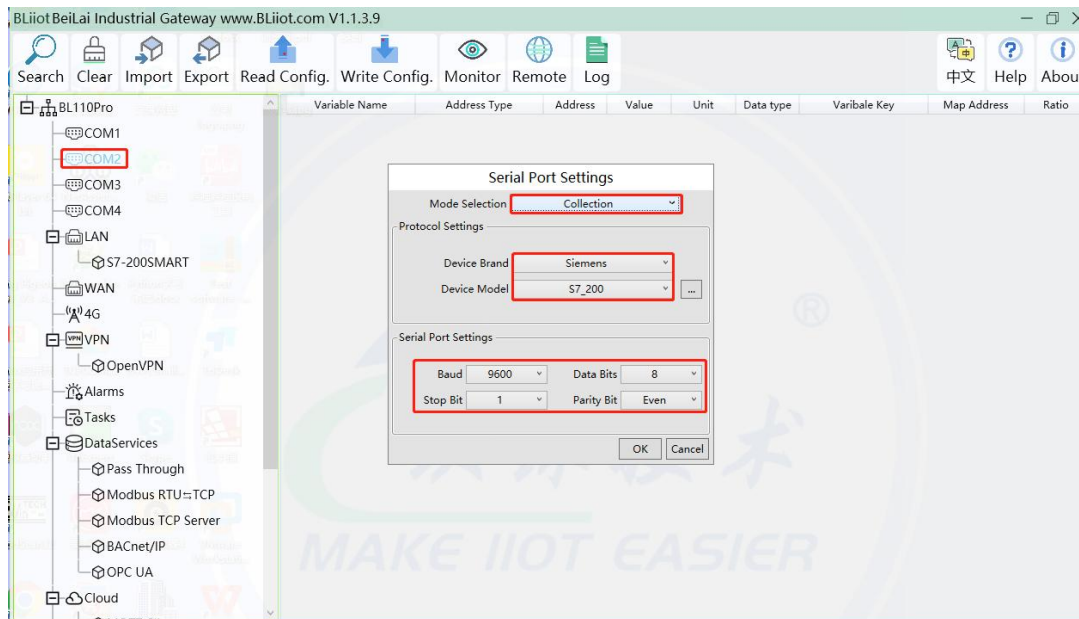 BLiiotBeiLai Industrial Gateway www.BLiiot.com V1.1.3.9
Search Clear Import Export Read Config. Write Config. Monitor Remote Log 中文 Help Abou
BL110Pro
Variable Name Address Type Address Value Unit Data type Varibale Key Map Address Ratio
COM1
COM2
COM3
COM4
LAN
S7-200SMART
WAN
4G
VPN
OpenVPN
Alarms
Tasks
DataServices
Pass Through
Modbus RTU⇆TCP
Modbus TCP Server
BACnet/IP
OPC UA
Cloud
Serial Port Settings
Mode Selection Collection
Protocol Settings
Device Brand Siemens
Device Model S7_200 ...
Serial Port Settings
Baud 9600 Data Bits 8
Stop Bit 1 Parity Bit Even
OK Cancel
®
MAKE IIOT EASIER